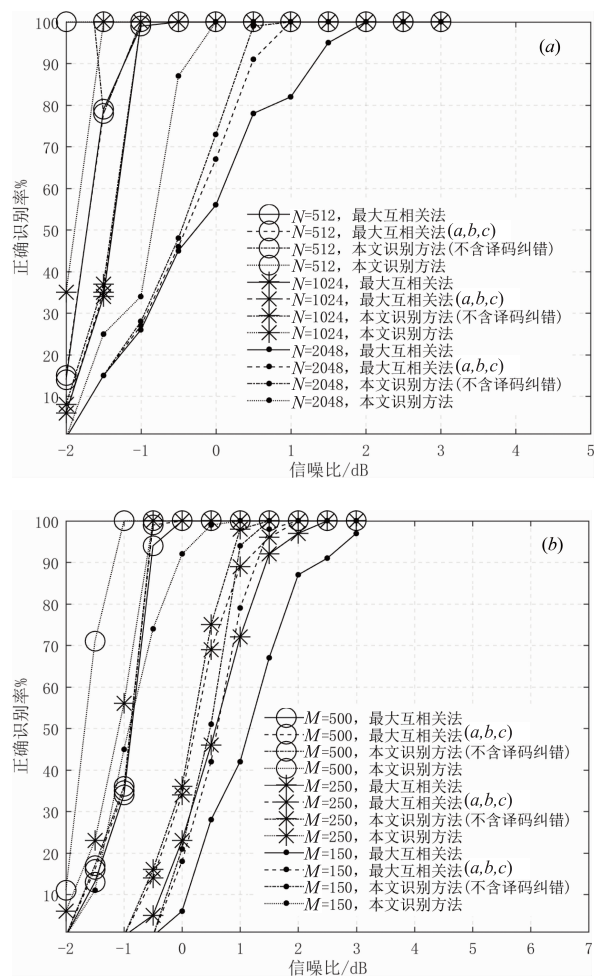 100
90
80
70
60
50
40
30
20
10
正确识别率%
(a)
N=512，最大互相关法
N=512，最大互相关法(a,b,c)
N=512，本文识别方法(不含译码纠错)
N=512，本文识别方法
N=1024，最大互相关法
N=1024，最大互相关法(a,b,c)
N=1024，本文识别方法(不含译码纠错)
N=1024，本文识别方法
N=2048，最大互相关法
N=2048，最大互相关法(a,b,c)
N=2048，本文识别方法(不含译码纠错)
N=2048，本文识别方法
-2 -1 0 1 2 3 4 5
信噪比/dB
100
90
80
70
60
50
40
30
20
10
正确识别率%
(b)
M=500，最大互相关法
M=500，最大互相关法(a,b,c)
M=500，本文识别方法(不含译码纠错)
M=500，本文识别方法
M=250，最大互相关法
M=250，最大互相关法(a,b,c)
M=250，本文识别方法(不含译码纠错)
M=250，本文识别方法
M=150，最大互相关法
M=150，最大互相关法(a,b,c)
M=150，本文识别方法(不含译码纠错)
M=150，本文识别方法
-2 -1 0 1 2 3 4 5 6 7
信噪比/dB